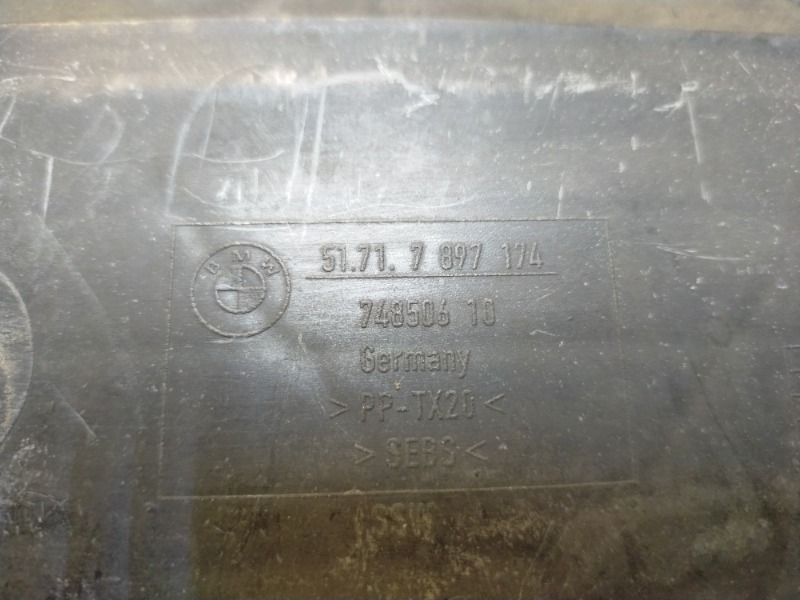 BMW
51.71. 7 897 174
748506 10
Germany
> PP-TX20 <
> SEBS <